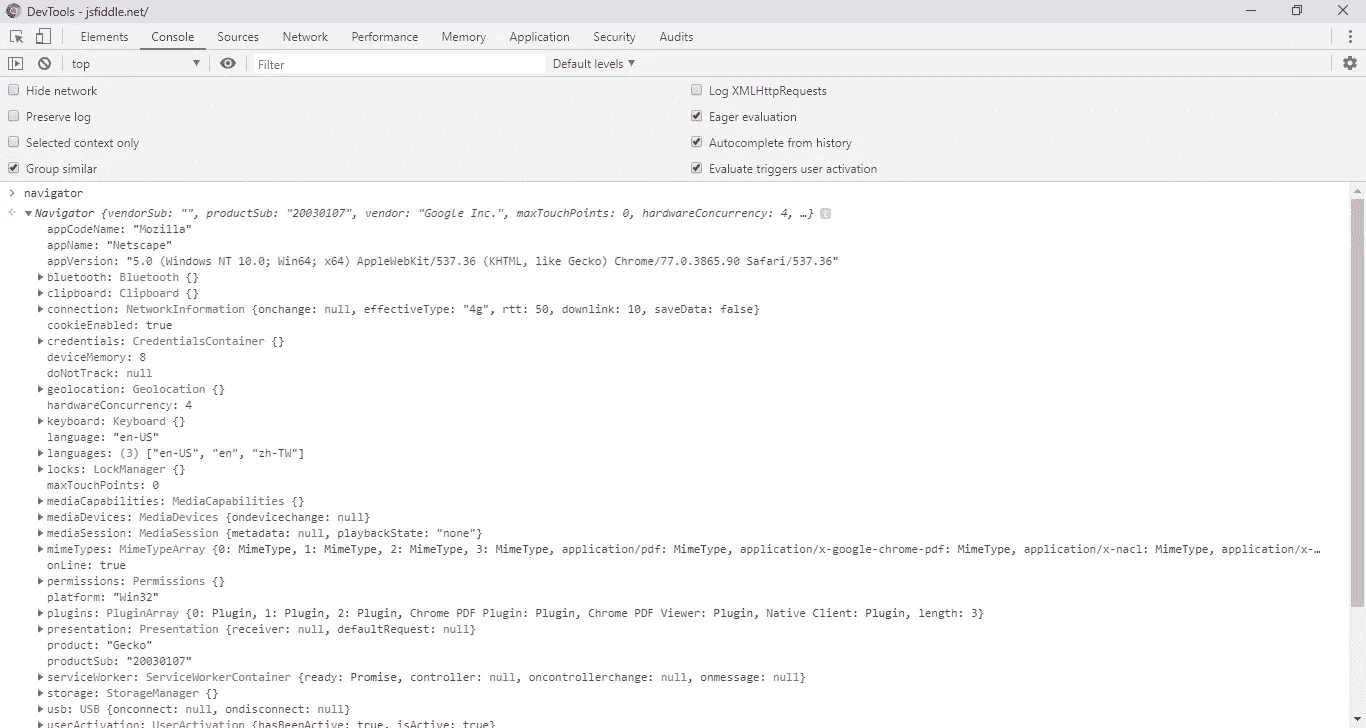 DevTools - jsfiddle.net/
Elements Console Sources Network Performance Memory Application Security Audits
top Filter Default levels ▼
Hide network Log XMLHttpRequests
Preserve log Eager evaluation
Selected context only Autocomplete from history
Group similar Evaluate triggers user activation
> navigator
Navigator {vendorSub: "", productSub: "20030107", vendor: "Google Inc.", maxTouchPoints: 0, hardwareConcurrency: 4, …}
appCodeName: "Mozilla"
appName: "Netscape"
appVersion: "5.0 (Windows NT 10.0; Win64; x64) AppleWebKit/537.36 (KHTML, like Gecko) Chrome/77.0.3865.90 Safari/537.36"
bluetooth: Bluetooth {}
clipboard: Clipboard {}
connection: NetworkInformation {onchange: null, effectiveType: "4g", rtt: 50, downlink: 10, saveData: false}
cookieEnabled: true
credentials: CredentialsContainer {}
deviceMemory: 8
doNotTrack: null
geolocation: Geolocation {}
hardwareConcurrency: 4
keyboard: Keyboard {}
language: "en-US"
languages: (3) ["en-US", "en", "zh-TW"]
locks: LockManager {}
maxTouchPoints: 0
mediaCapabilities: MediaCapabilities {}
mediaDevices: MediaDevices {ondevicechange: null}
mediaSession: MediaSession {metadata: null, playbackState: "none"}
mimeTypes: MimeTypeArray {0: MimeType, 1: MimeType, 2: MimeType, 3: MimeType, application/pdf: MimeType, application/x-google-chrome-pdf: MimeType, application/x-nacl: MimeType, application/x-…
onLine: true
permissions: Permissions {}
platform: "Win32"
plugins: PluginArray {0: Plugin, 1: Plugin, 2: Plugin, Chrome PDF Plugin: Plugin, Chrome PDF Viewer: Plugin, Native Client: Plugin, length: 3}
presentation: Presentation {receiver: null, defaultRequest: null}
product: "Gecko"
productSub: "20030107"
serviceWorker: ServiceWorkerContainer {ready: Promise, controller: null, oncontrollerchange: null, onmessage: null}
storage: StorageManager {}
usb: USB {onconnect: null, ondisconnect: null}
userActivation: UserActivation {hasBeenActive: true, isActive: true}